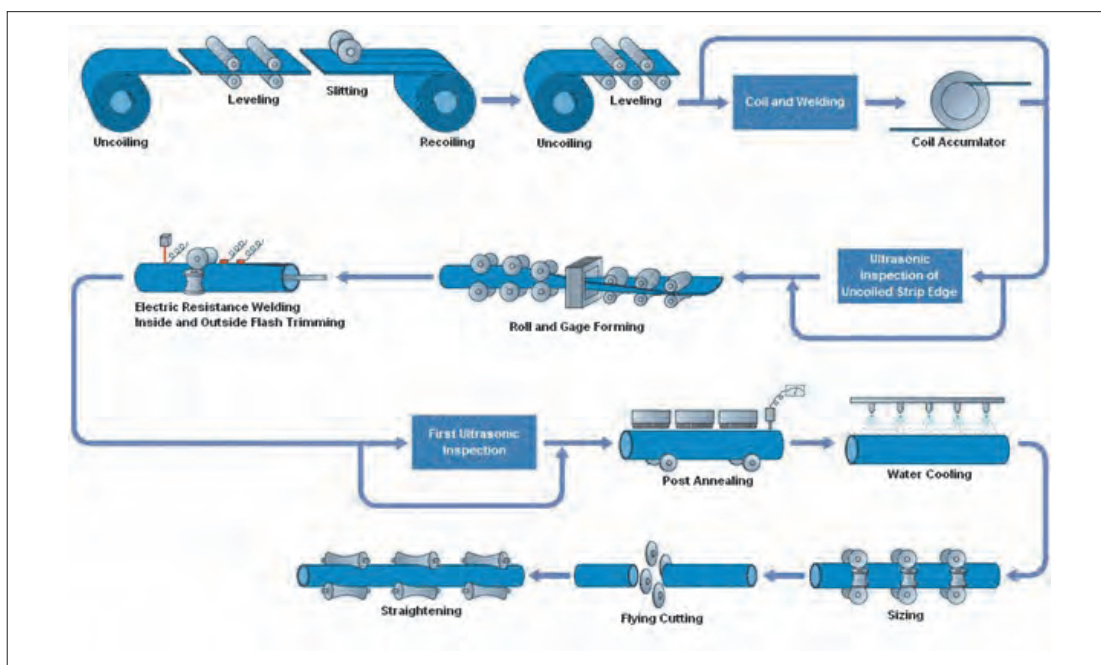 Uncoiling
Leveling
Slitting
Recoiling
Uncoiling
Leveling
Coil and Welding
Coil Accumlator
Ultrasonic
Inspection of
Uncoiled Strip Edge
Roll and Gage Forming
Electric Resistance Welding
Inside and Outside Flash Trimming
First Ultrasonic
Inspection
Post Annealing
Water Cooling
Sizing
Flying Cutting
Straightening